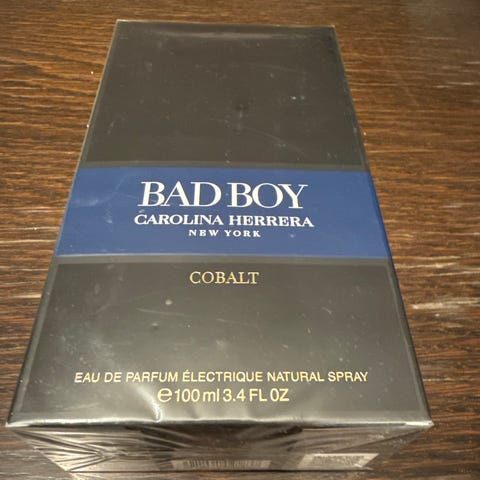 BAD BOY
CAROLINA HERRERA
NEW YORK
COBALT
EAU DE PARFUM ÉLECTRIQUE NATURAL SPRAY
℮100 ml 3.4 FL OZ